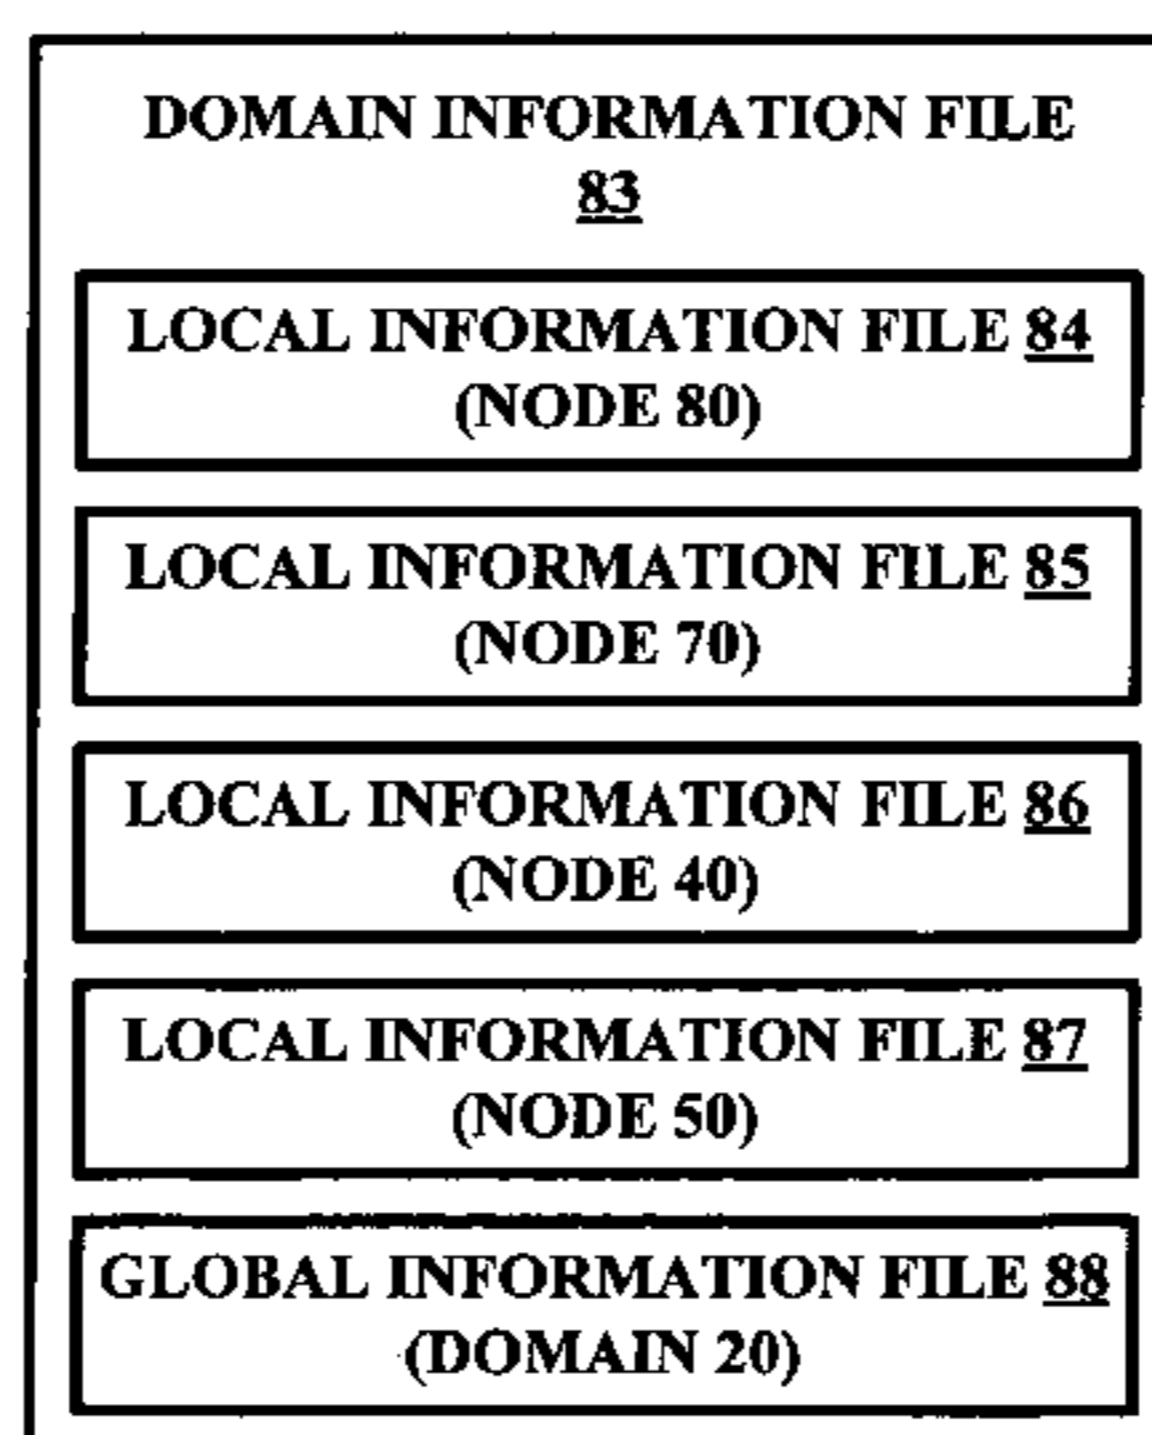 DOMAIN INFORMATION FILE
83
LOCAL INFORMATION FILE 84
(NODE 80)
LOCAL INFORMATION FILE 85
(NODE 70)
LOCAL INFORMATION FILE 86
(NODE 40)
LOCAL INFORMATION FILE 87
(NODE 50)
GLOBAL INFORMATION FILE 88
(DOMAIN 20)